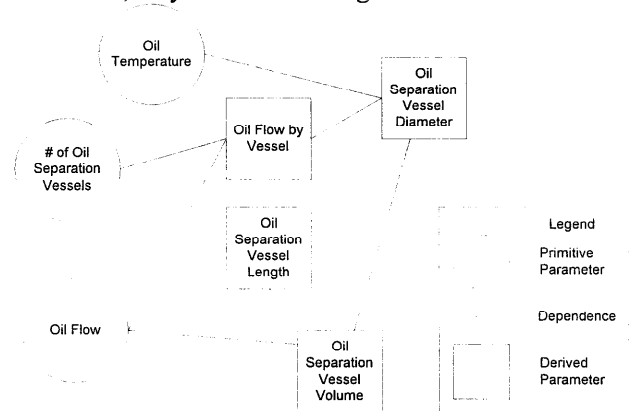 Oil
Temperature
Oil
Separation
Vessel
Diameter
Oil Flow by
Vessel
# of Oil
Separation
Vessels
Oil
Separation
Vessel
Length
Legend
Primitive
Parameter
Dependence
Oil Flow
Oil
Separation
Vessel
Volume
Derived
Parameter